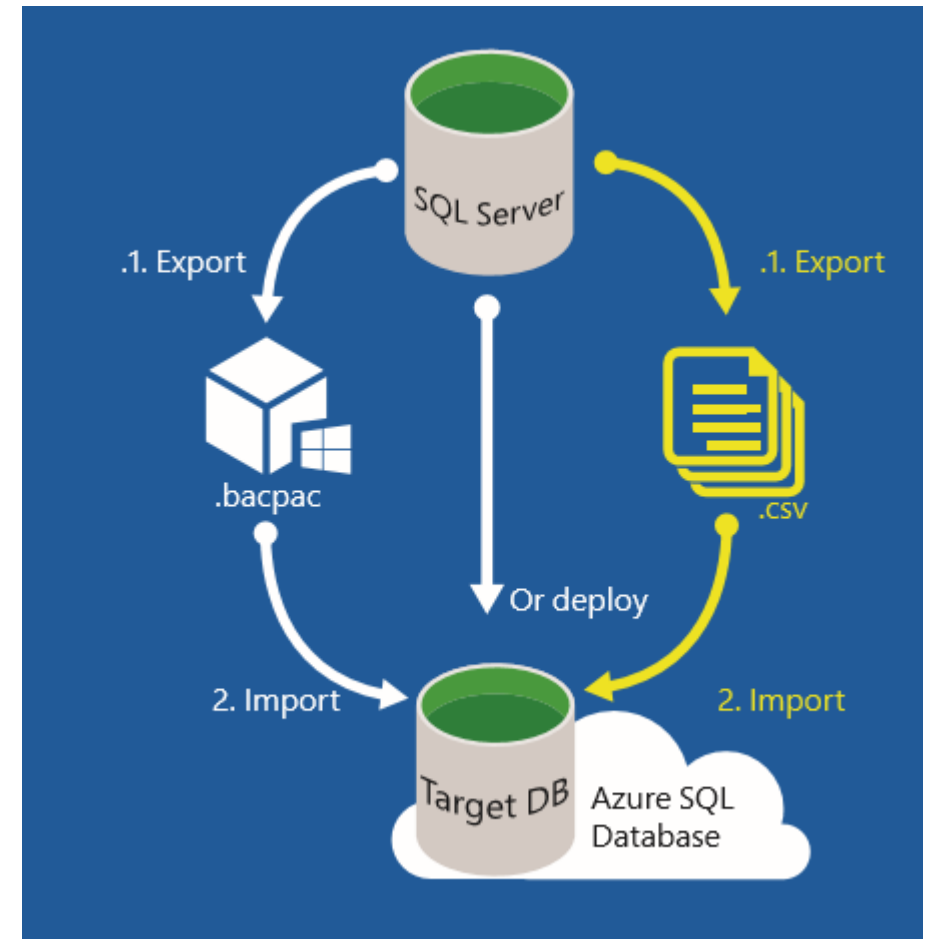 SQL Server
.1. Export
.1. Export
.bacpac
.csv
Or deploy
2. Import
2. Import
Target DB
Azure SQL
Database